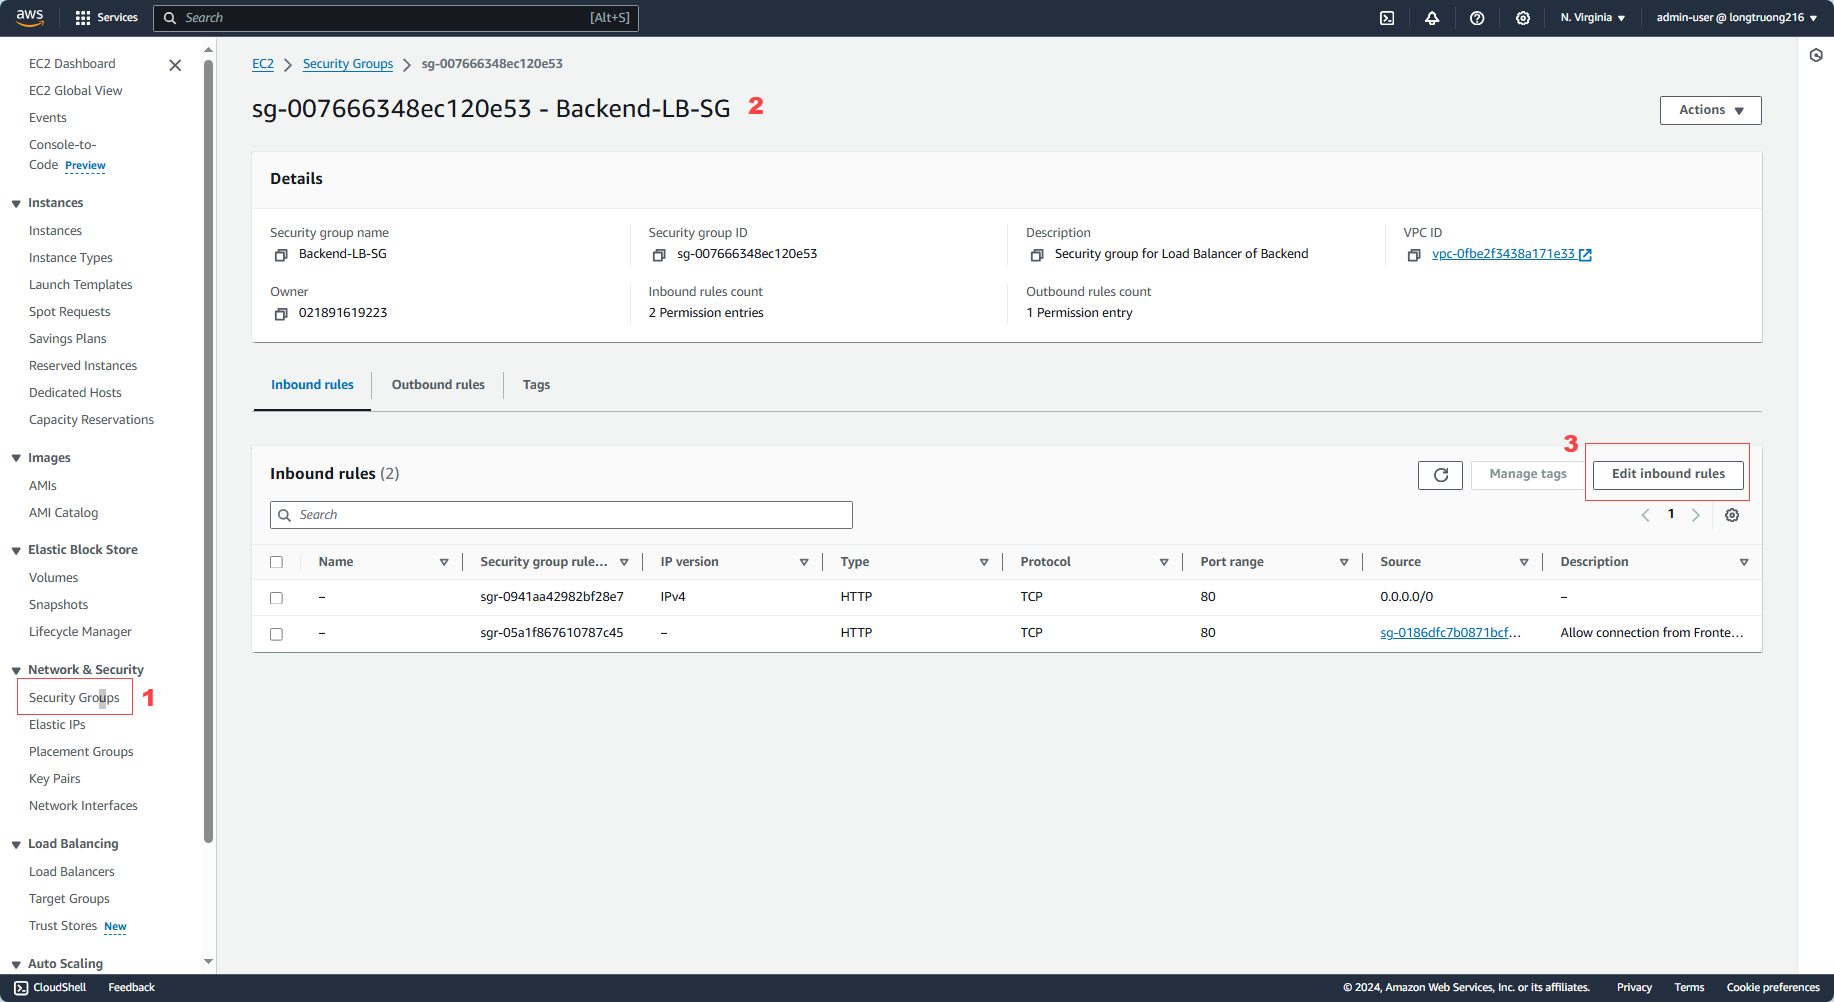 aws Services Search [Alt+S] N. Virginia admin-user @ longtruong216
EC2 Dashboard
EC2 Global View
Events
Console-to-
Code Preview
Instances
Instances
Instance Types
Launch Templates
Spot Requests
Savings Plans
Reserved Instances
Dedicated Hosts
Capacity Reservations
Images
AMIs
AMI Catalog
Elastic Block Store
Volumes
Snapshots
Lifecycle Manager
Network & Security
Security Groups 1
Elastic IPs
Placement Groups
Key Pairs
Network Interfaces
Load Balancing
Load Balancers
Target Groups
Trust Stores New
Auto Scaling
EC2 Security Groups sg-007666348ec120e53
sg-007666348ec120e53 - Backend-LB-SG 2
Actions
Details
Security group name Security group ID Description VPC ID
Backend-LB-SG sg-007666348ec120e53 Security group for Load Balancer of Backend vpc-0fbe2f3438a171e33
Owner Inbound rules count Outbound rules count
021891619223 2 Permission entries 1 Permission entry
Inbound rules Outbound rules Tags
3
Inbound rules (2) Manage tags Edit inbound rules
Search 1
Name Security group rule... IP version Type Protocol Port range Source Description
– sgr-0941aa42982bf28e7 IPv4 HTTP TCP 80 0.0.0.0/0 –
– sgr-05a1f867610787c45 – HTTP TCP 80 sg-0186dfc7b0871bcf... Allow connection from Fronte...
CloudShell Feedback © 2024, Amazon Web Services, Inc. or its affiliates. Privacy Terms Cookie preferences